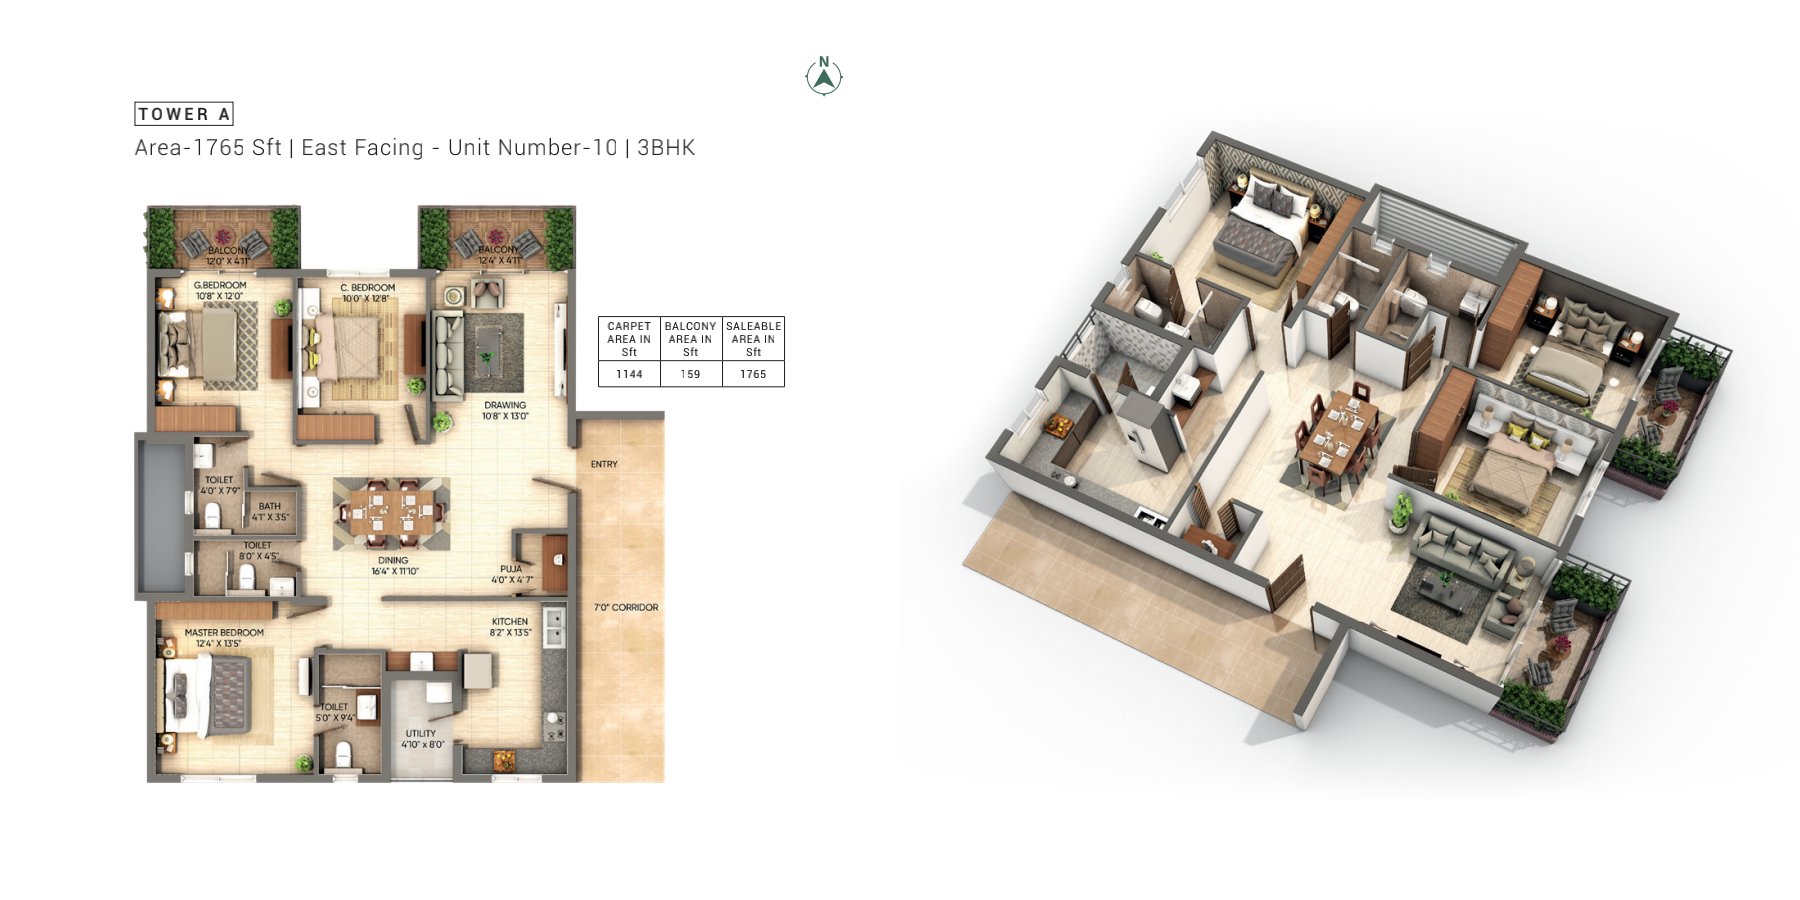 N
TOWER A
Area-1765 Sft | East Facing - Unit Number-10 | 3BHK
BALCONY
12'0" X 4'11"
BALCONY
12'4" X 4'11"
G.BEDROOM
10'8" X 12'0"
C. BEDROOM
10'0" X 12'8"
CARPET AREA IN Sft
BALCONY AREA IN Sft
SALEABLE AREA IN Sft
1144
159
1765
DRAWING
10'8" X 13'0"
ENTRY
TOILET
4'0" X 7'9"
BATH
4'1" X 3'5"
TOILET
8'0" X 4'5"
DINING
16'4" X 11'10"
PUJA
4'0" X 4'7"
7'0" CORRIDOR
MASTER BEDROOM
12'4" X 13'5"
KITCHEN
8'2" X 13'5"
TOILET
5'0" X 9'4"
UTILITY
4'10" x 8'0"